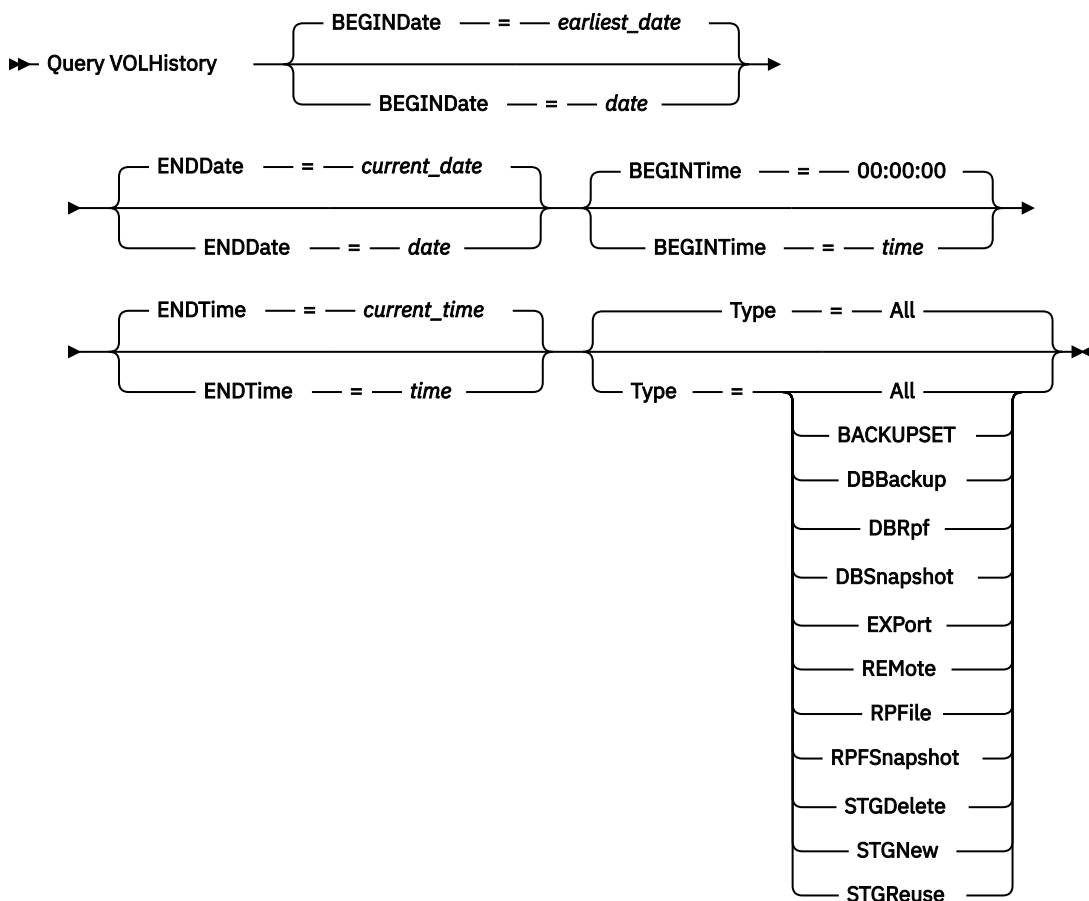 BEGINDate = earliest_date
Query VOLHistory
BEGINDate = date
ENDDate = current_date BEGINTime = 00:00:00
ENDDate = date BEGINTime = time
ENDTime = current_time Type = All
ENDTime = time Type = All
BACKUPSET
DBBackup
DBRpf
DBSnapshot
EXPort
REMote
RPFile
RPFSnapshot
STGDelete
STGNew
STGReuse